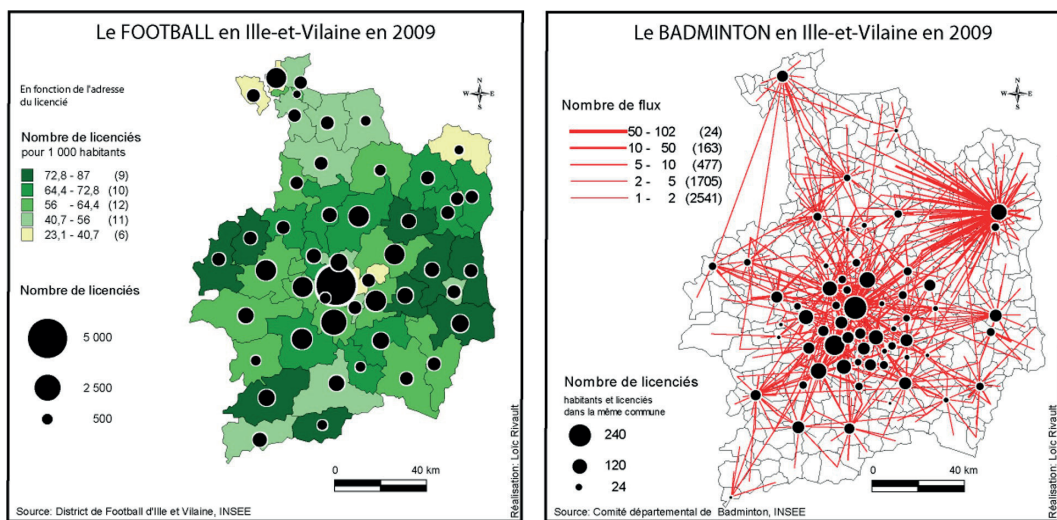 Le FOOTBALL en Ille-et-Vilaine en 2009
En fonction de l'adresse
du licencié
N
W E
S
Nombre de licenciés
pour 1 000 habitants
72,8 - 87 (9)
64,4 - 72,8 (10)
56 - 64,4 (12)
40,7 - 56 (11)
23,1 - 40,7 (6)
Nombre de licenciés
5 000
2 500
500
0 40 km
Source: District de Football d'Ille et Vilaine, INSEE
Réalisation: Loïc Rivault
Le BADMINTON en Ille-et-Vilaine en 2009
N
W E
S
Nombre de flux
50 - 102 (24)
10 - 50 (163)
5 - 10 (477)
2 - 5 (1705)
1 - 2 (2541)
Nombre de licenciés
habitants et licenciés
dans la même commune
240
120
24
0 40 km
Source: Comité départemental de Badminton, INSEE
Réalisation: Loïc Rivault